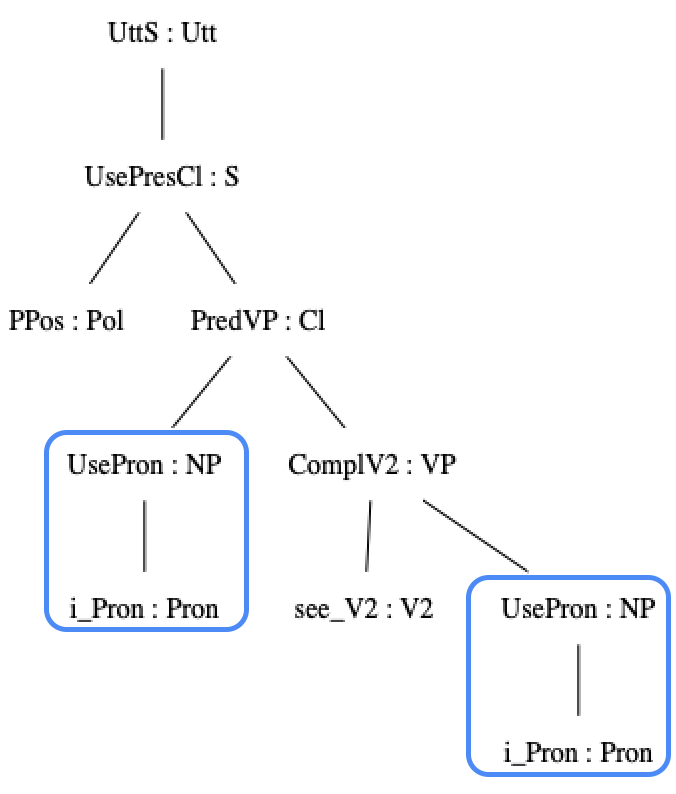 UttS : Utt
UsePresCl : S
PPos : Pol
PredVP : Cl
UsePron : NP
ComplV2 : VP
i_Pron : Pron
see_V2 : V2
UsePron : NP
i_Pron : Pron